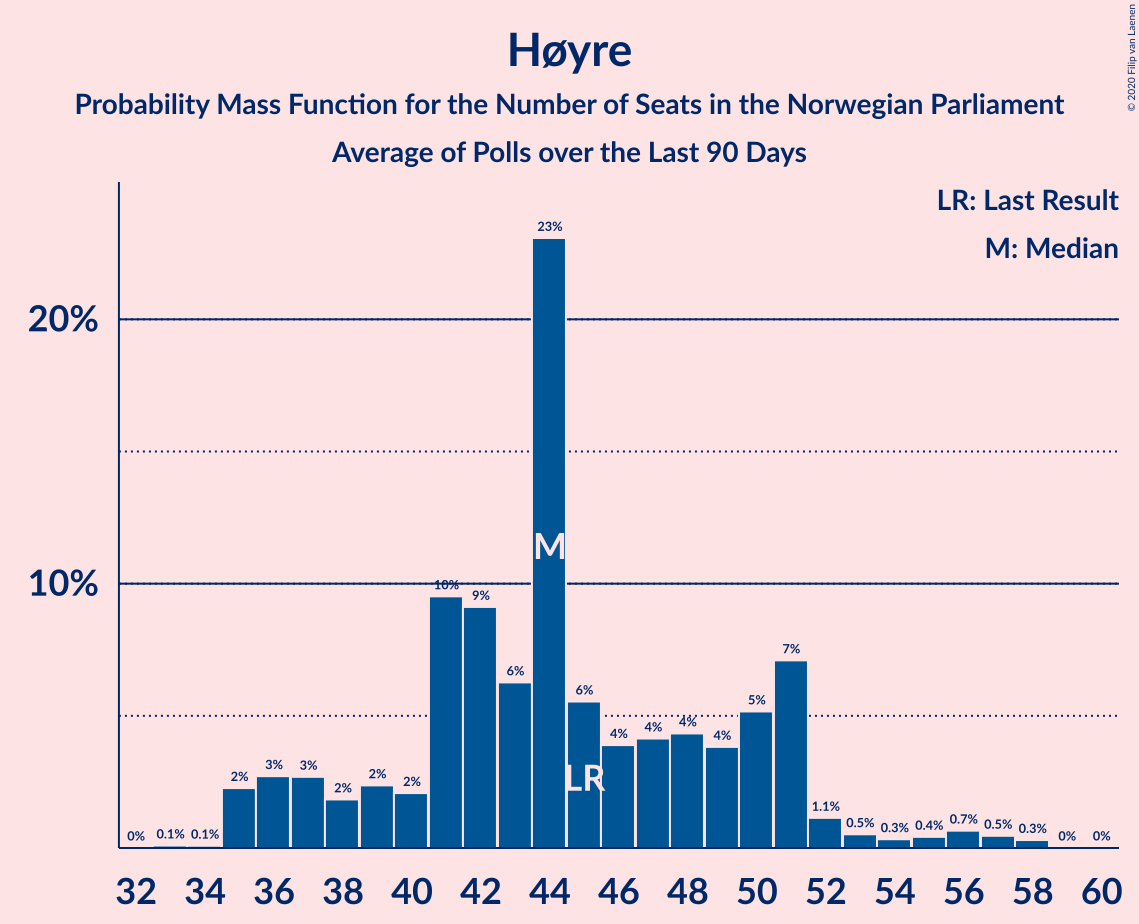 Høyre
Probability Mass Function for the Number of Seats in the Norwegian Parliament
Average of Polls over the Last 90 Days
© 2020 Filip van Laenen
LR: Last Result
M: Median
20%
10%
0% 0.1% 0.1% 2% 3% 3% 2% 2% 2% 10% 9% 6% 23% 6% 4% 4% 4% 4% 5% 7% 1.1% 0.5% 0.3% 0.4% 0.7% 0.5% 0.3% 0% 0%
M
LR
32 34 36 38 40 42 44 46 48 50 52 54 56 58 60